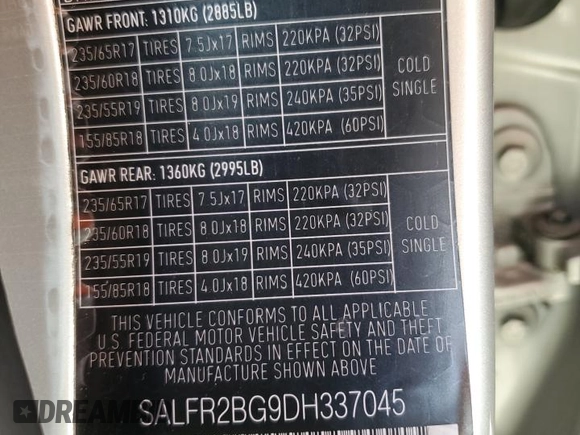 GAWR FRONT: 1310KG (2885LB)
235/65R17 TIRES 7.5Jx17 RIMS 220KPA (32PSI)
235/60R18 TIRES 8.0Jx18 RIMS 220KPA (32PSI)
235/55R19 TIRES 8.0Jx19 RIMS 240KPA (35PSI)
155/85R18 TIRES 4.0Jx18 RIMS 420KPA (60PSI)
COLD
SINGLE
GAWR REAR: 1360KG (2995LB)
235/65R17 TIRES 7.5Jx17 RIMS 220KPA (32PSI)
235/60R18 TIRES 8.0Jx18 RIMS 220KPA (32PSI)
235/55R19 TIRES 8.0Jx19 RIMS 240KPA (35PSI)
155/85R18 TIRES 4.0Jx18 RIMS 420KPA (60PSI)
COLD
SINGLE
THIS VEHICLE CONFORMS TO ALL APPLICABLE
U.S. FEDERAL MOTOR VEHICLE SAFETY AND THEFT
PREVENTION STANDARDS IN EFFECT ON THE DATE OF
MANUFACTURE SHOWN ABOVE
SALFR2BG9DH337045